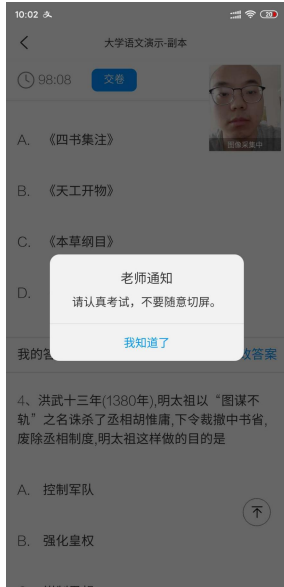 10:02
20
大学语文演示-副本
98:08
交卷
图像采集中
A. 《四书集注》
B. 《天工开物》
C. 《本草纲目》
D.
老师通知
请认真考试，不要随意切屏。
我知道了
我的答
改答案
4、洪武十三年(1380年),明太祖以“图谋不
轨”之名诛杀了丞相胡惟庸,下令裁撤中书省,
废除丞相制度,明太祖这样做的目的是
A. 控制军队
B. 强化皇权